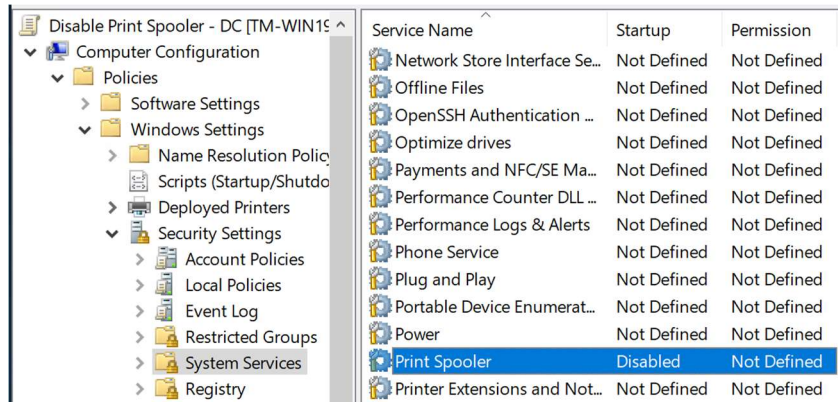 Disable Print Spooler - DC [TM-WIN19
Computer Configuration
Policies
Software Settings
Windows Settings
Name Resolution Policy
Scripts (Startup/Shutdo
Deployed Printers
Security Settings
Account Policies
Local Policies
Event Log
Restricted Groups
System Services
Registry
Service Name Startup Permission
Network Store Interface Se... Not Defined Not Defined
Offline Files Not Defined Not Defined
OpenSSH Authentication ... Not Defined Not Defined
Optimize drives Not Defined Not Defined
Payments and NFC/SE Ma... Not Defined Not Defined
Performance Counter DLL ... Not Defined Not Defined
Performance Logs & Alerts Not Defined Not Defined
Phone Service Not Defined Not Defined
Plug and Play Not Defined Not Defined
Portable Device Enumerat... Not Defined Not Defined
Power Not Defined Not Defined
Print Spooler Disabled Not Defined
Printer Extensions and Not... Not Defined Not Defined